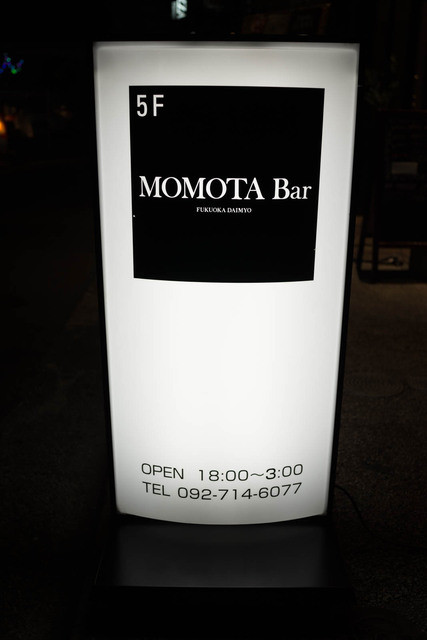 5F
MOMOTA Bar
FUKUOKA DAIMYO
OPEN 18:00～3:00
TEL 092-714-6077